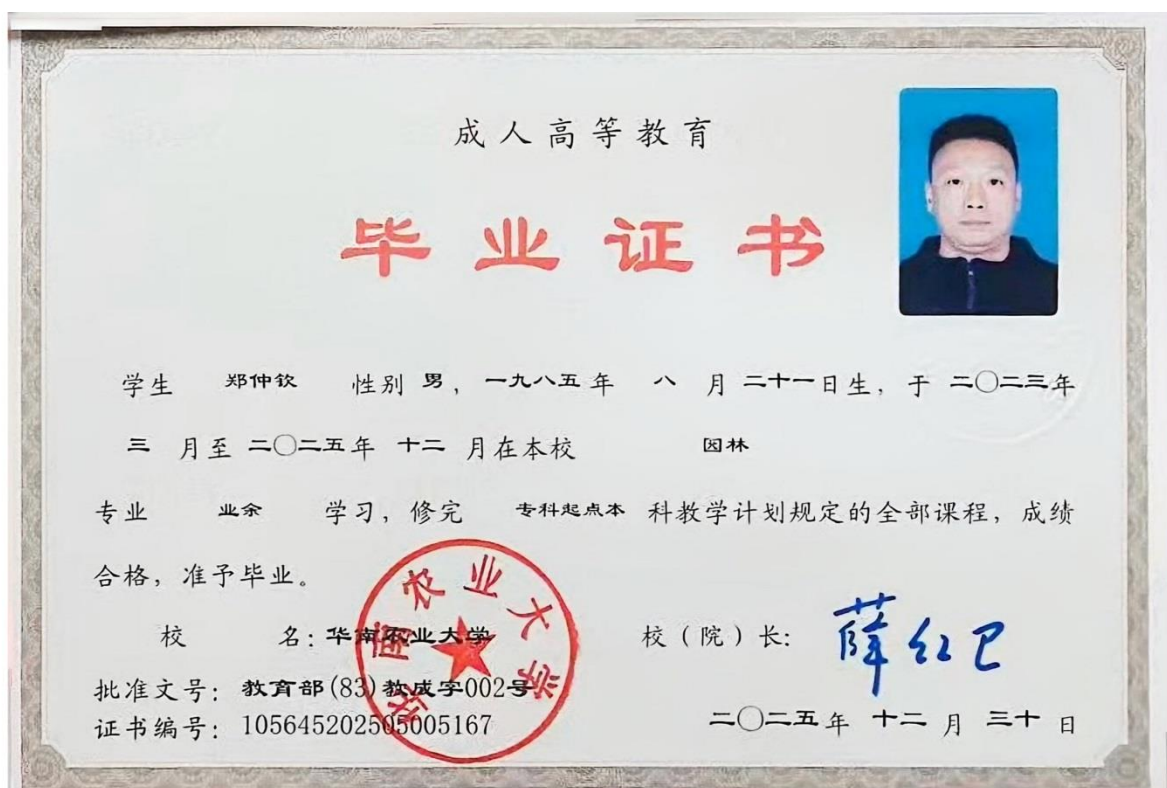 成人高等教育
毕业证书
学生 郑仲钦 性别 男，一九八五年 八 月 二十一日生，于 二〇二三年
三 月至 二〇二五年 十二 月在本校 园林
专业 业余 学习，修完 专科起点本 科教学计划规定的全部课程，成绩
合格，准予毕业。
华南农业大学
校 名：华南农业大学 校（院）长：薛红卫
批准文号：教育部(83)教成字002号
证书编号：105645202505005167 二〇二五年 十二 月 三十 日